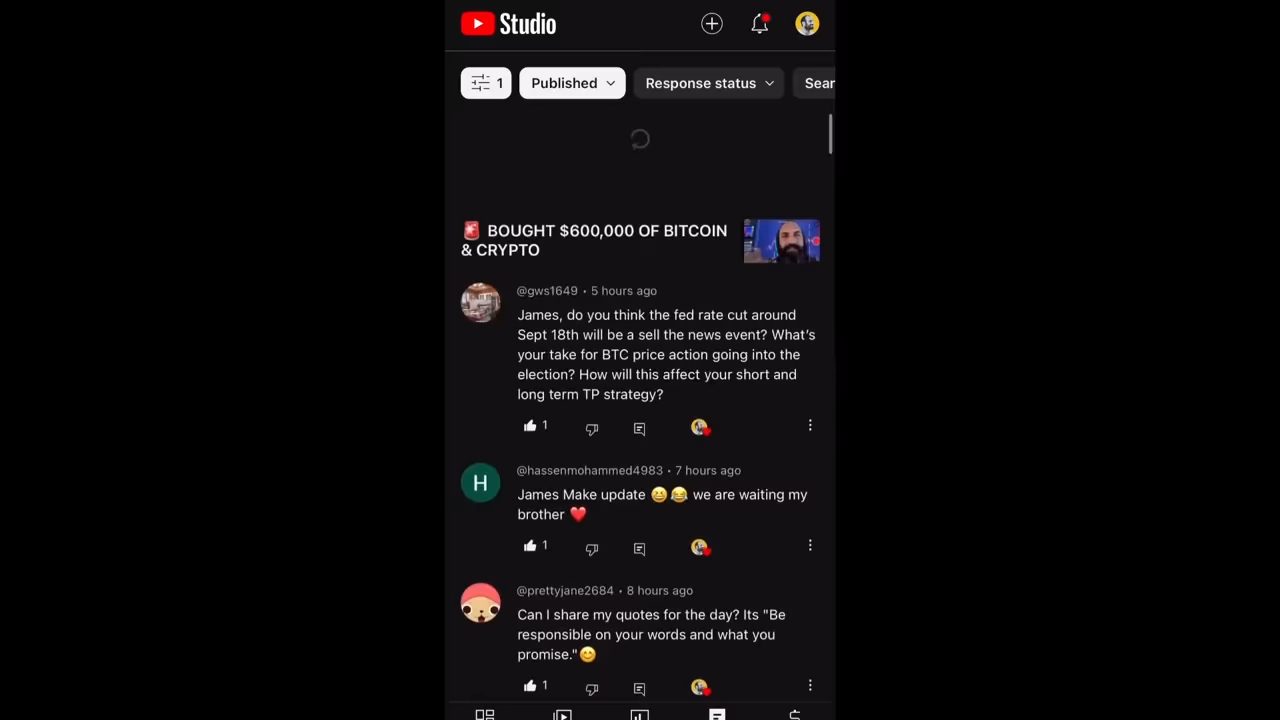 Studio
1 Published Response status Sear
🚨 BOUGHT $600,000 OF BITCOIN
& CRYPTO
@gws1649 • 5 hours ago
James, do you think the fed rate cut around
Sept 18th will be a sell the news event? What's
your take for BTC price action going into the
election? How will this affect your short and
long term TP strategy?
1
H
@hassenmohammed4983 • 7 hours ago
James Make update 😀😂 we are waiting my
brother ❤️
1
@prettyjane2684 • 8 hours ago
Can I share my quotes for the day? Its "Be
responsible on your words and what you
promise."😊
1